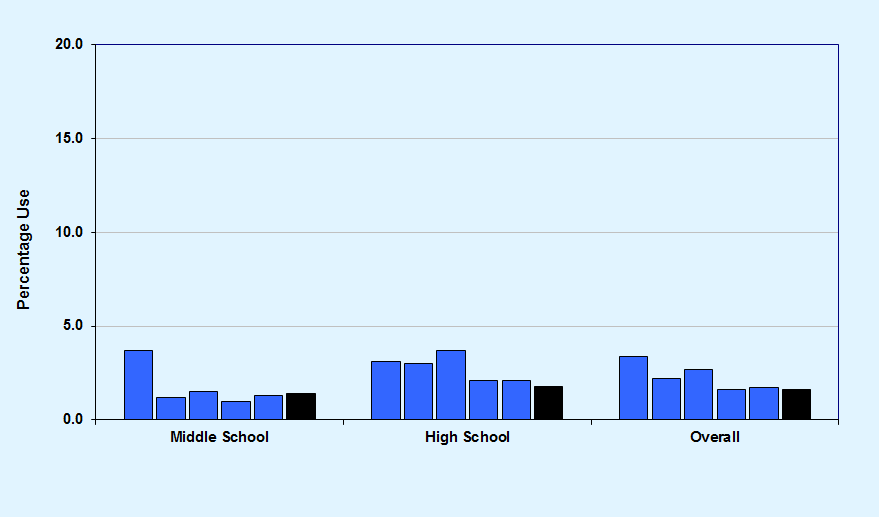 20.0
15.0
10.0
5.0
0.0
Percentage Use
Middle School
High School
Overall